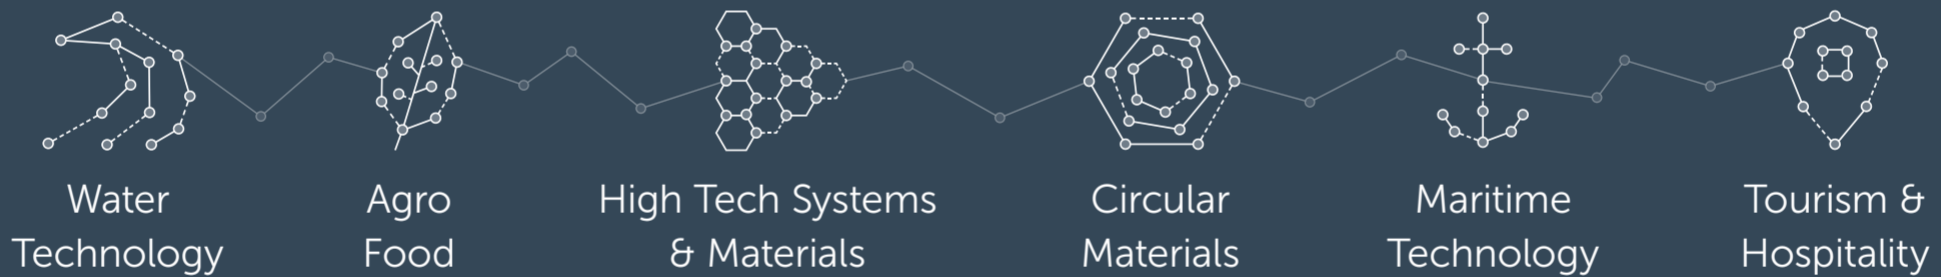 Water
Technology
Agro
Food
High Tech Systems
& Materials
Circular
Materials
Maritime
Technology
Tourism &
Hospitality